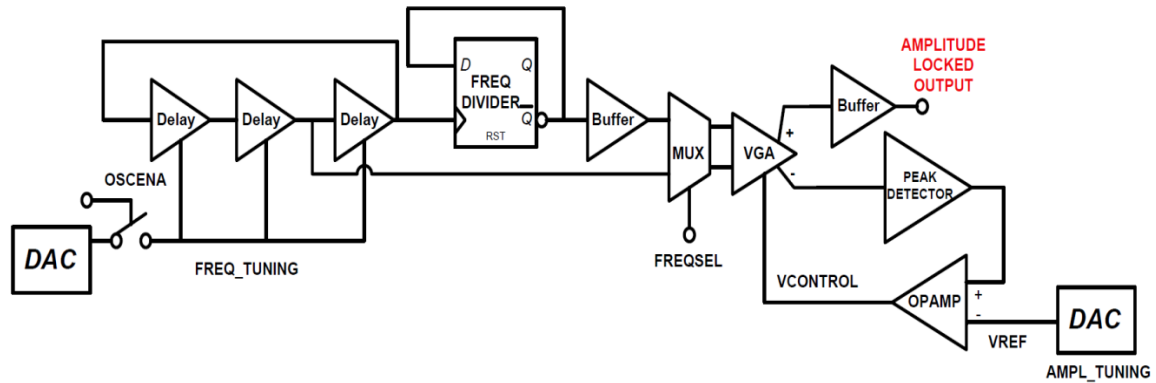 AMPLITUDE
LOCKED
OUTPUT
D
Q
FREQ
DIVIDER
Q
RST
Delay
Delay
Delay
Buffer
Buffer
MUX
VGA
+
-
PEAK
DETECTOR
OSCENA
DAC
FREQ_TUNING
FREQSEL
VCONTROL
OPAMP
+
-
VREF
DAC
AMPL_TUNING